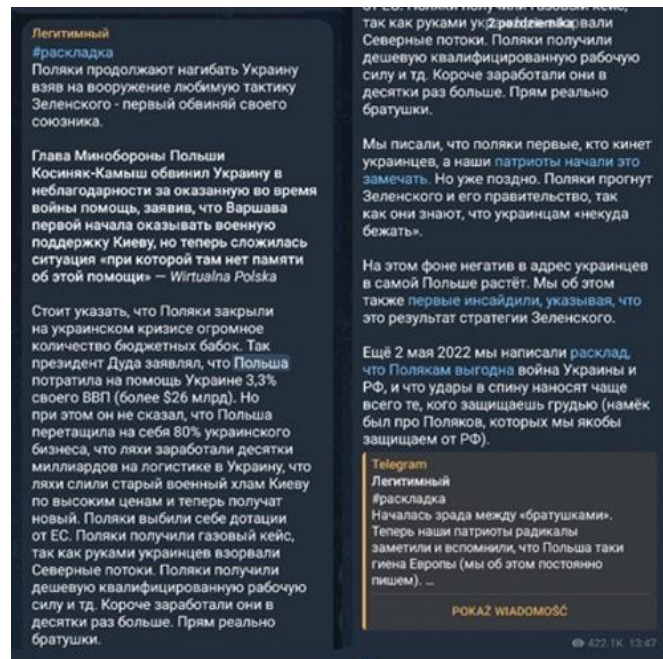 Легитимный
#раскладка
Поляки продолжают нагибать Украину
взяв на вооружение любимую тактику
Зеленского - первый обвиняй своего
союзника.
Глава Минобороны Польши
Косиняк-Камыш обвинил Украину в
неблагодарности за оказанную во время
войны помощь, заявив, что Варшава
первой начала оказывать военную
поддержку Киеву, но теперь сложилась
ситуация «при которой там нет памяти
об этой помощи» — Wirtualna Polska
Стоит указать, что Поляки закрыли
на украинском кризисе огромное
количество бюджетных бабок. Так
президент Дуда заявлял, что Польша
потратила на помощь Украине 3,3%
своего ВВП (более $26 млрд). Но
при этом он не сказал, что Польша
перетащила на себя 80% украинского
бизнеса, что ляхи заработали десятки
миллиардов на логистике в Украину, что
ляхи слили старый военный хлам Киеву
по высоким ценам и теперь получат
новый. Поляки выбили себе дотации
от ЕС. Поляки получили газовый кейс,
так как руками украинцев взорвали
Северные потоки. Поляки получили
дешевую квалифицированную рабочую
силу и тд. Короче заработали они в
десятки раз больше. Прям реально
братушки.
от ЕС. Поляки получили газовый кейс,
так как руками
2 października
Северные потоки. Поляки получили
дешевую квалифицированную рабочую
силу и тд. Короче заработали они в
десятки раз больше. Прям реально
братушки.
Мы писали, что поляки первые, кто кинет
украинцев, а наши патриоты начали это
замечать. Но уже поздно. Поляки прогнут
Зеленского и его правительство, так
как они знают, что украинцам «некуда
бежать».
На этом фоне негатив в адрес украинцев
в самой Польше растёт. Мы об этом
также первые инсайдили, указывая, что
это результат стратегии Зеленского.
Ещё 2 мая 2022 мы написали расклад,
что Полякам выгодна война Украины и
РФ, и что удары в спину наносят чаще
всего те, кого защищаешь грудью (намёк
был про Поляков, которых мы якобы
защищаем от РФ).
Telegram
Легитимный
#раскладка
Началась зрада между «братушками».
Теперь наши патриоты радикалы
заметили и вспомнили, что Польша таки
гиена Европы (мы об этом постоянно
пишем). ...
POKAŻ WIADOMOŚĆ
422.1K 13:47